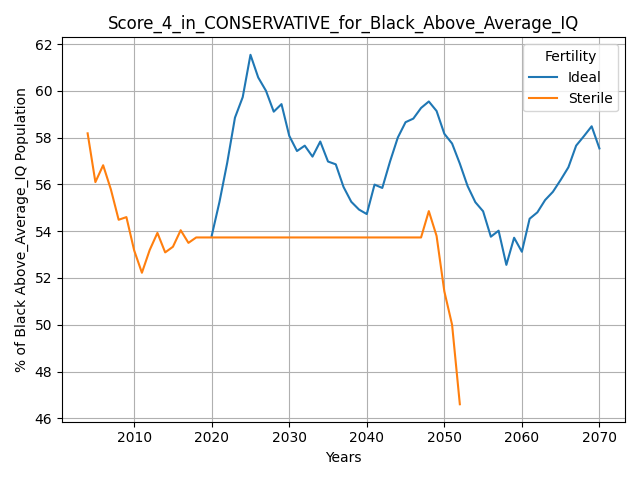 Score_4_in_CONSERVATIVE_for_Black_Above_Average_IQ
% of Black Above_Average_IQ Population
62
60
58
56
54
52
50
48
46
Fertility
Ideal
Sterile
2010
2020
2030
2040
2050
2060
2070
Years